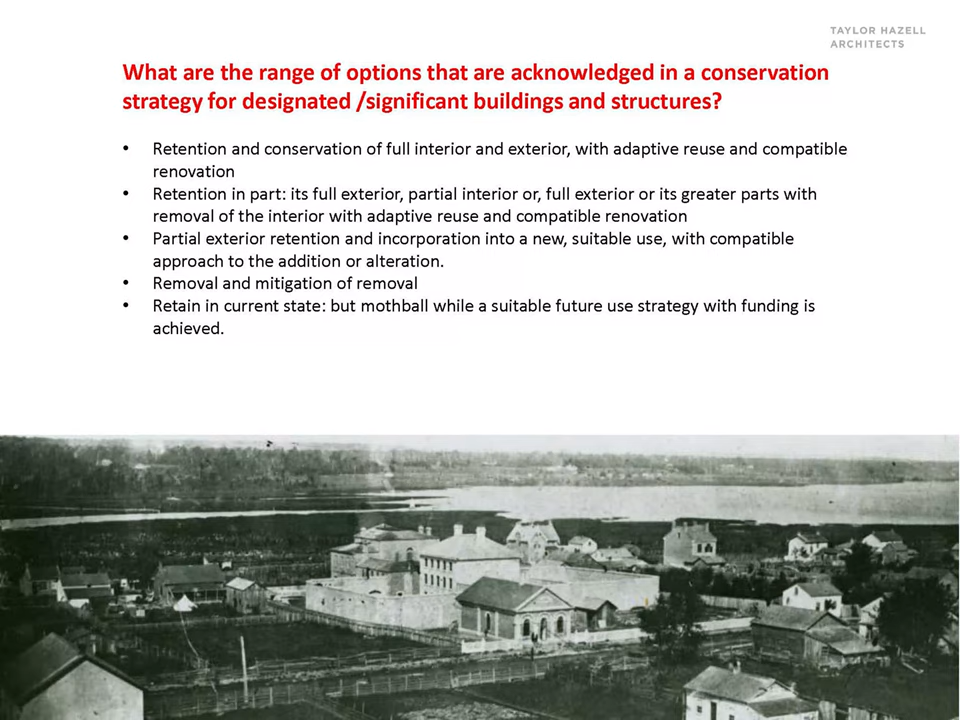 TAYLOR HAZELL
ARCHITECTS
What are the range of options that are acknowledged in a conservation
strategy for designated /significant buildings and structures?
• Retention and conservation of full interior and exterior, with adaptive reuse and compatible
renovation
• Retention in part: its full exterior, partial interior or, full exterior or its greater parts with
removal of the interior with adaptive reuse and compatible renovation
• Partial exterior retention and incorporation into a new, suitable use, with compatible
approach to the addition or alteration.
• Removal and mitigation of removal
• Retain in current state: but mothball while a suitable future use strategy with funding is
achieved.